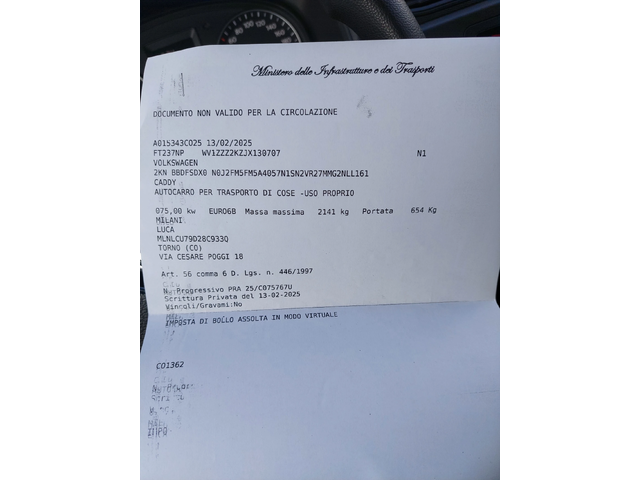 Ministero delle Infrastrutture e dei Trasporti
DOCUMENTO NON VALIDO PER LA CIRCOLAZIONE
A015343CO25 13/02/2025
FT237NP WV1ZZZ2KZJX130707 N1
VOLKSWAGEN
2KN BBDFSDX0 N0J2FM5FM5A4057N1SN2VR27MMG2NLL161
CADDY
AUTOCARRO PER TRASPORTO DI COSE -USO PROPRIO
075,00 kw EURO6B Massa massima 2141 kg Portata 654 Kg
MILANI
LUCA
MLNLCU79D28C933Q
TORNO (CO)
VIA CESARE POGGI 18
Art. 56 comma 6 D. Lgs. n. 446/1997
N. Progressivo PRA 25/C075767U
Scrittura Privata del 13-02-2025
Vincoli/Gravami:No
IMPOSTA DI BOLLO ASSOLTA IN MODO VIRTUALE
CO1362